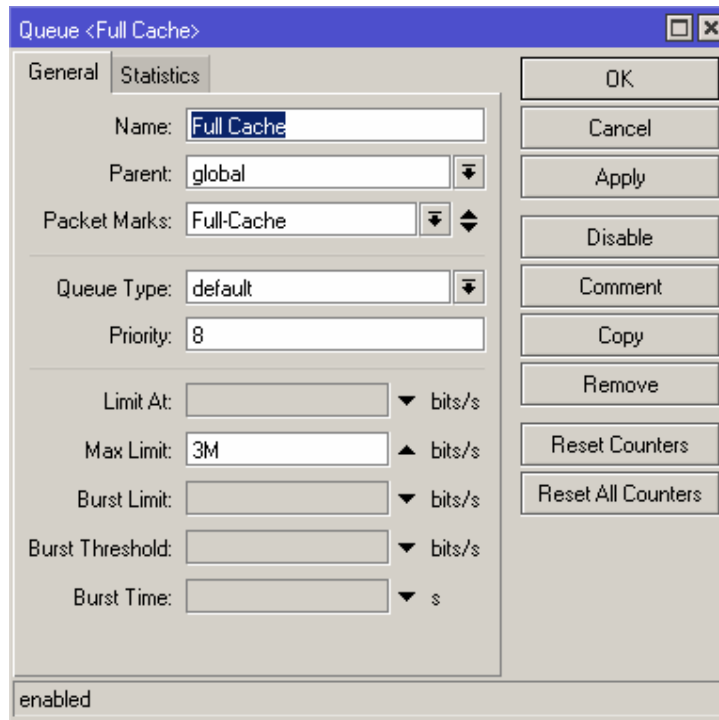 Queue <Full Cache>
General Statistics
Name: Full Cache
Parent: global
Packet Marks: Full-Cache
Queue Type: default
Priority: 8
Limit At: bits/s
Max Limit: 3M bits/s
Burst Limit: bits/s
Burst Threshold: bits/s
Burst Time: s
OK
Cancel
Apply
Disable
Comment
Copy
Remove
Reset Counters
Reset All Counters
enabled